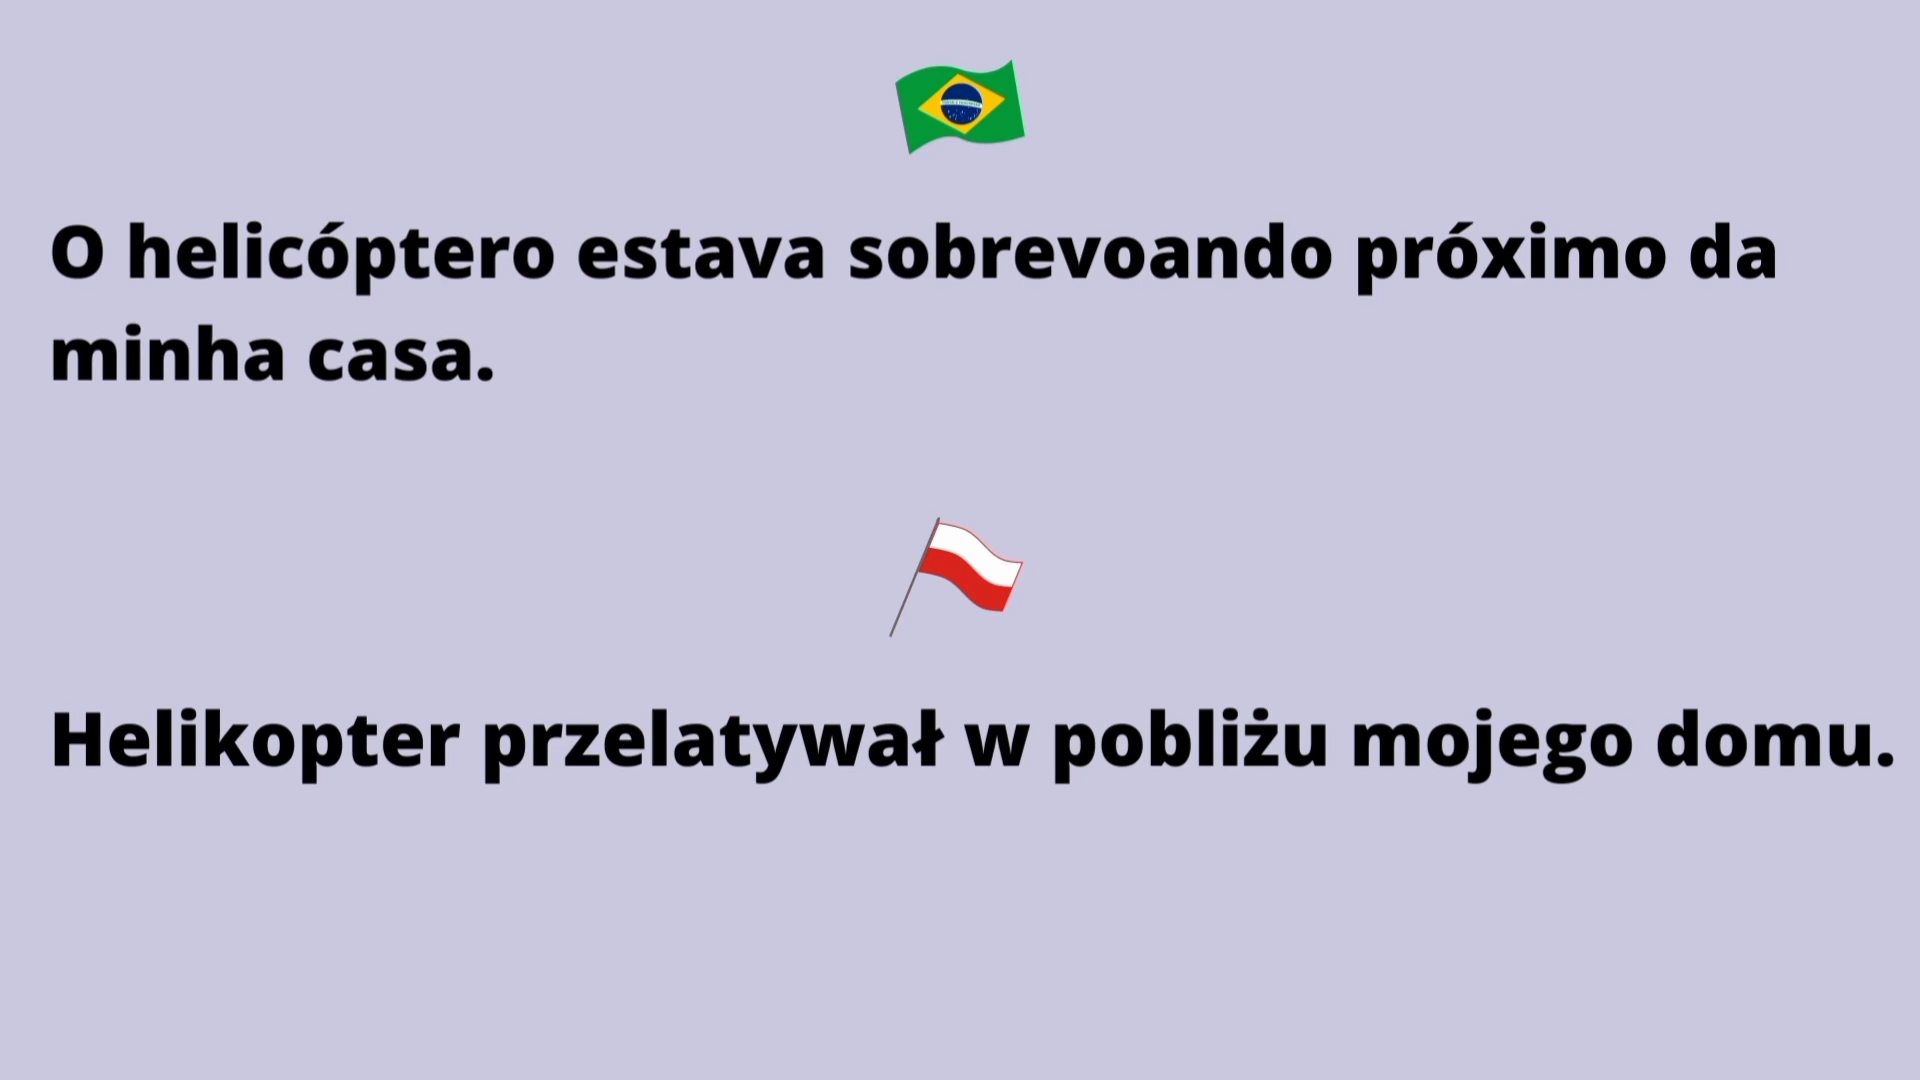 O helicóptero estava sobrevoando próximo da
minha casa.
Helikopter przelatywał w pobliżu mojego domu.